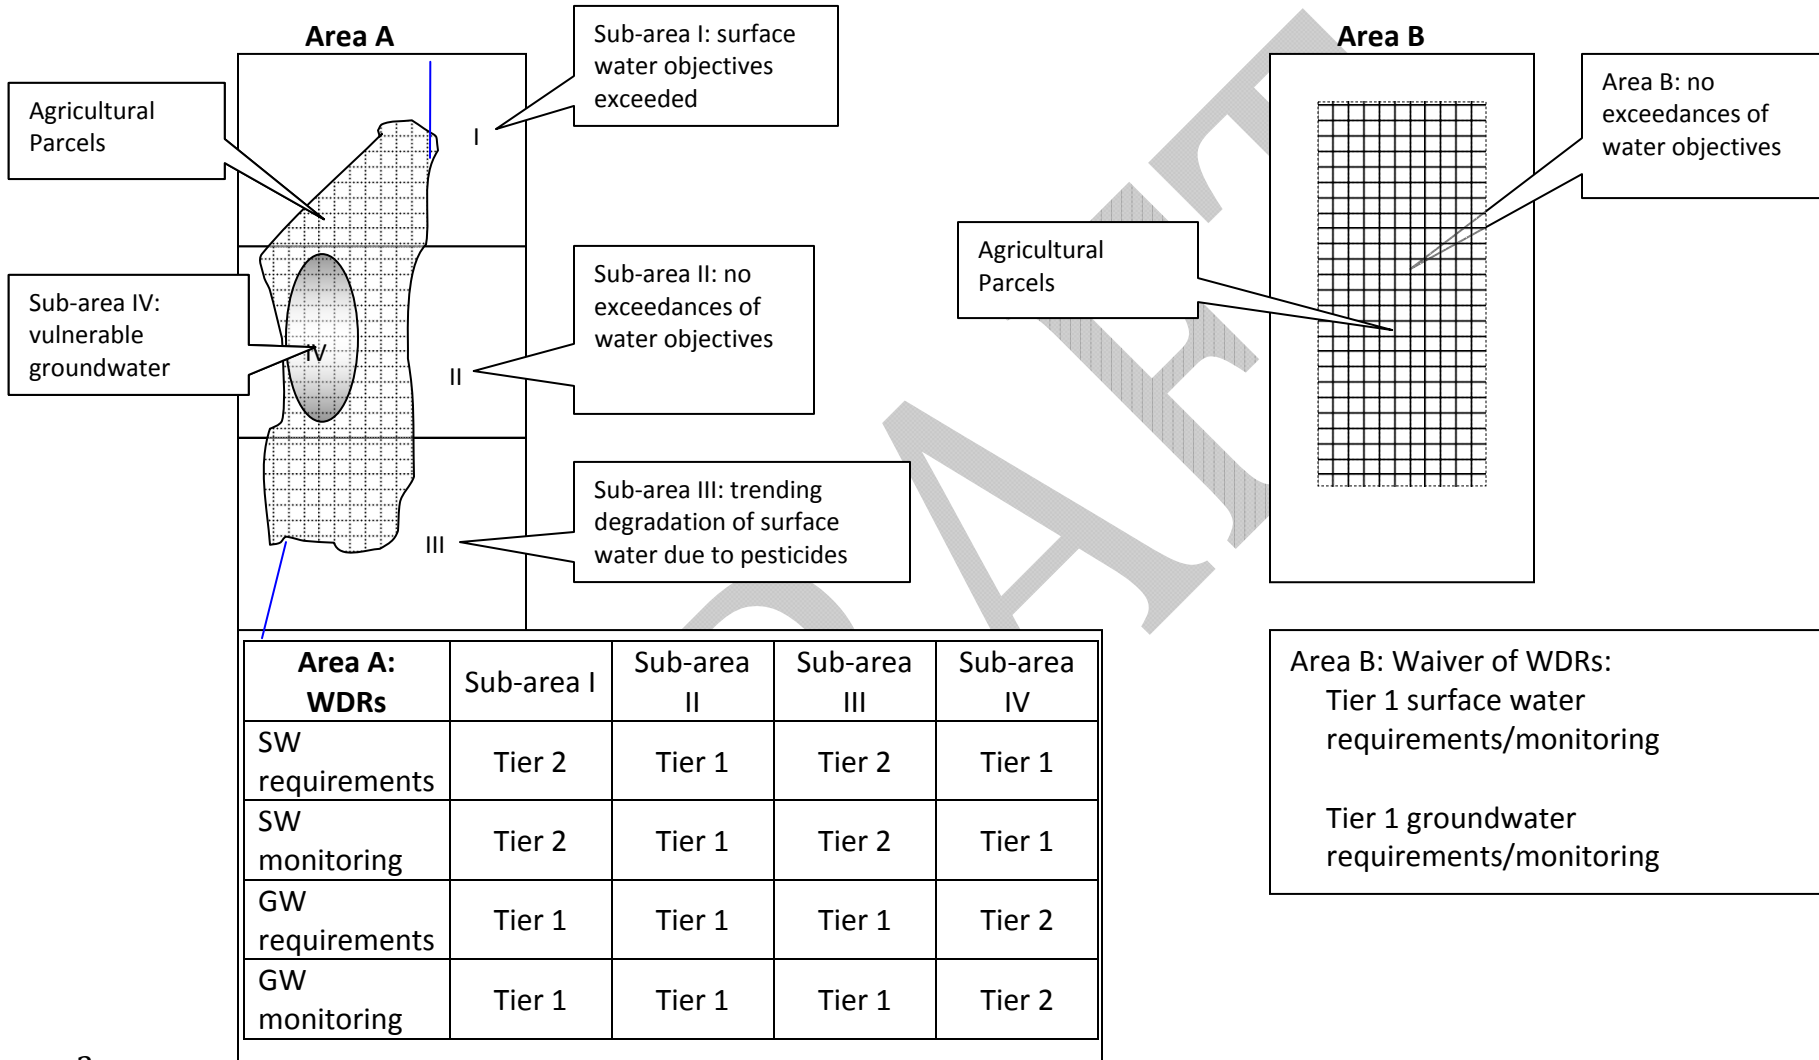 Area A
Sub-area I: surface
water objectives
exceeded
Agricultural
Parcels
I
Sub-area IV:
vulnerable
groundwater
IV
Sub-area II: no
exceedances of
water objectives
II
Sub-area III: trending
degradation of surface
water due to pesticides
III
Area B
Area B: no
exceedances of
water objectives
Agricultural
Parcels
DRAFT
Area A: WDRs Sub-area I Sub-area II Sub-area III Sub-area IV
SW requirements Tier 2 Tier 1 Tier 2 Tier 1
SW monitoring Tier 2 Tier 1 Tier 2 Tier 1
GW requirements Tier 1 Tier 1 Tier 1 Tier 2
GW monitoring Tier 1 Tier 1 Tier 1 Tier 2
Area B: Waiver of WDRs:
Tier 1 surface water
requirements/monitoring
Tier 1 groundwater
requirements/monitoring